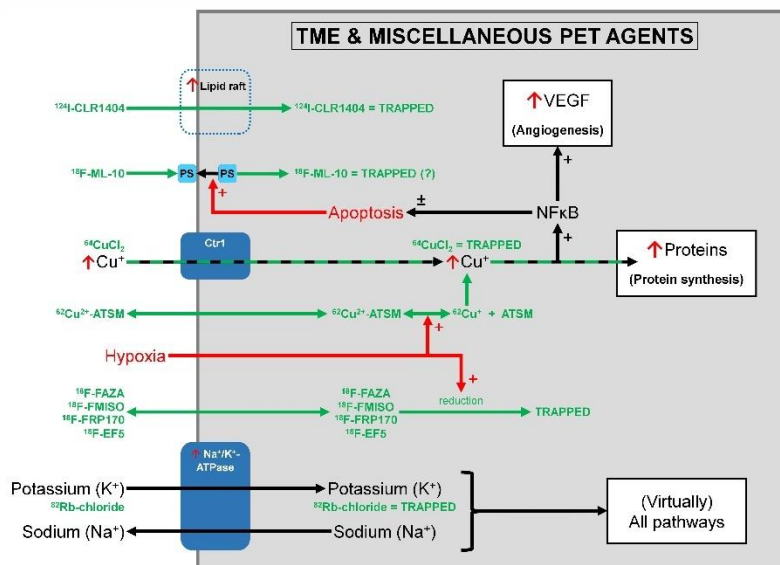 TME & MISCELLANEOUS PET AGENTS
↑ Lipid raft
¹²⁴I-CLR1404
¹²⁴I-CLR1404 = TRAPPED
↑VEGF
(Angiogenesis)
¹⁸F-ML-10
PS
PS
¹⁸F-ML-10 = TRAPPED (?)
+
+
Apoptosis
±
NFκB
⁶⁴CuCl₂
Ctr1
⁶⁴CuCl₂ = TRAPPED
+
↑Cu⁺
↑Cu⁺
↑Proteins
(Protein synthesis)
⁶²Cu²⁺-ATSM
⁶²Cu²⁺-ATSM
⁶²Cu⁺ + ATSM
+
Hypoxia
+
reduction
¹⁸F-FAZA
¹⁸F-FMISO
¹⁸F-FRP170
¹⁸F-EF5
¹⁸F-FAZA
¹⁸F-FMISO
¹⁸F-FRP170
¹⁸F-EF5
TRAPPED
↑ Na⁺/K⁺-
ATPase
Potassium (K⁺)
⁸²Rb-chloride
Sodium (Na⁺)
Potassium (K⁺)
⁸²Rb-chloride = TRAPPED
Sodium (Na⁺)
(Virtually)
All pathways